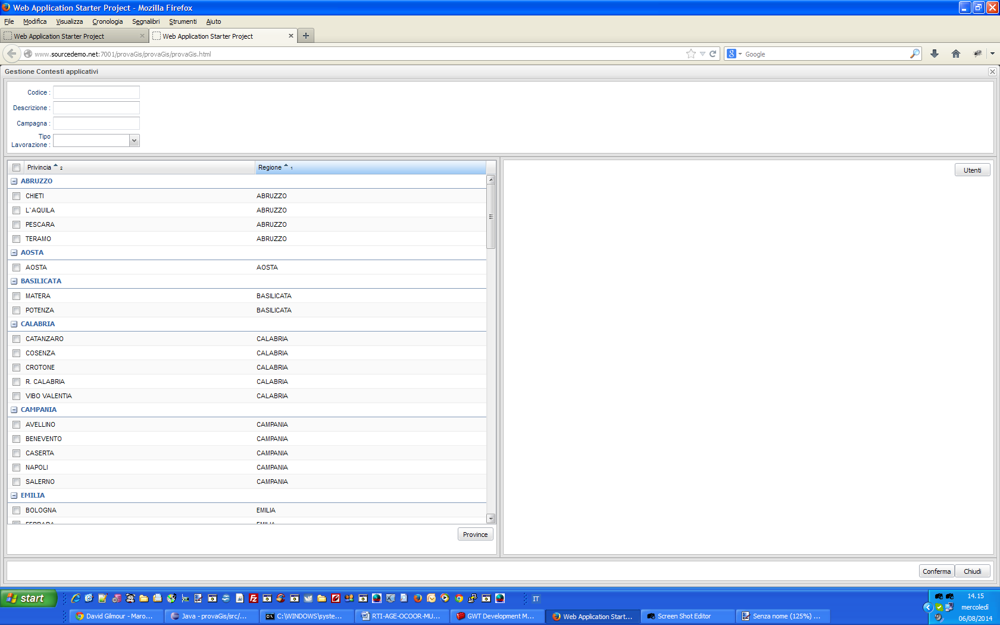 Web Application Starter Project - Mozilla Firefox
File Modifica Visualizza Cronologia Segnalibri Strumenti Aiuto
Web Application Starter Project
Web Application Starter Project
www.sourcedemo.net:7001/provaGis/provaGis/provaGis.html
Google
Gestione Contesti applicativi
Codice :
Descrizione :
Campagna :
Tipo
Lavorazione :
Privincia 2 Regione 1
ABRUZZO
CHIETI ABRUZZO
L`AQUILA ABRUZZO
PESCARA ABRUZZO
TERAMO ABRUZZO
AOSTA
AOSTA AOSTA
BASILICATA
MATERA BASILICATA
POTENZA BASILICATA
CALABRIA
CATANZARO CALABRIA
COSENZA CALABRIA
CROTONE CALABRIA
R. CALABRIA CALABRIA
VIBO VALENTIA CALABRIA
CAMPANIA
AVELLINO CAMPANIA
BENEVENTO CAMPANIA
CASERTA CAMPANIA
NAPOLI CAMPANIA
SALERNO CAMPANIA
EMILIA
BOLOGNA EMILIA
FERRARA EMILIA
Province
Utenti
Conferma Chiudi
start
IT
14.15
mercoledì
06/08/2014
David Gilmour - Maro...
Java - provaGis/src/...
C:\WINDOWS\syste...
RTI-AGE-OCOOR-MU...
GWT Development M...
Web Application Start...
Screen Shot Editor
Senza nome (125%) ...